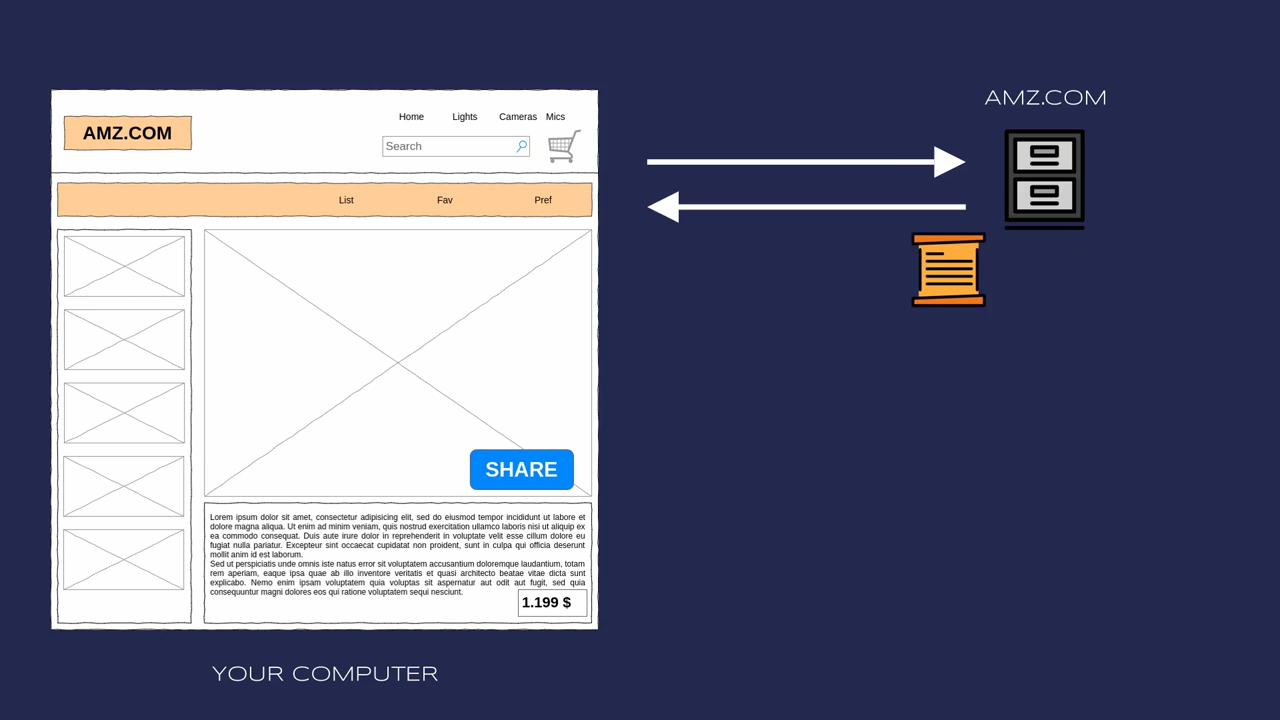 AMZ.COM
Home Lights Cameras Mics
AMZ.COM
Search
List Fav Pref
SHARE
Lorem ipsum dolor sit amet, consectetur adipisicing elit, sed do eiusmod tempor incididunt ut labore et
dolore magna aliqua. Ut enim ad minim veniam, quis nostrud exercitation ullamco laboris nisi ut aliquip ex
ea commodo consequat. Duis aute irure dolor in reprehenderit in voluptate velit esse cillum dolore eu
fugiat nulla pariatur. Excepteur sint occaecat cupidatat non proident, sunt in culpa qui officia deserunt
mollit anim id est laborum.
Sed ut perspiciatis unde omnis iste natus error sit voluptatem accusantium doloremque laudantium, totam
rem aperiam, eaque ipsa quae ab illo inventore veritatis et quasi architecto beatae vitae dicta sunt
explicabo. Nemo enim ipsam voluptatem quia voluptas sit aspernatur aut odit aut fugit, sed quia
consequuntur magni dolores eos qui ratione voluptatem sequi nesciunt.
1.199 $
YOUR COMPUTER